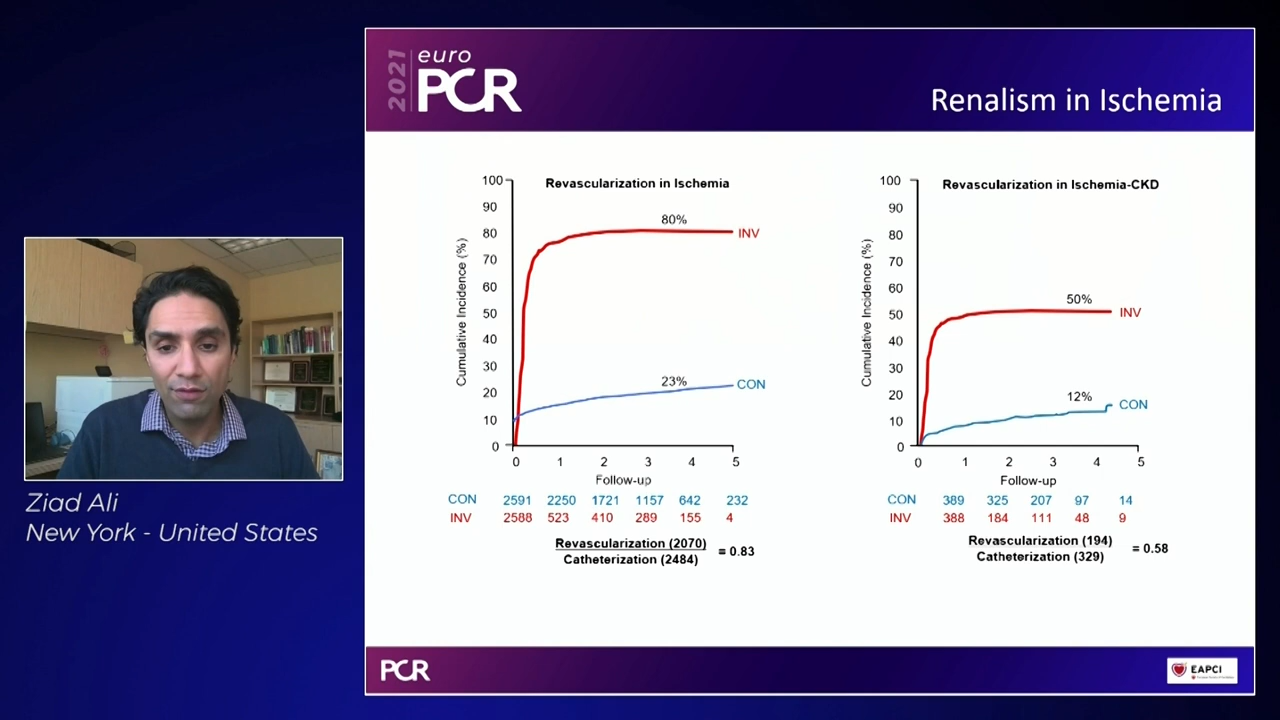 2021
euro
PCR
Renalism in Ischemia
Revascularization in Ischemia
Cumulative Incidence (%)
100
90
80
70
60
50
40
30
20
10
0
80%
INV
23%
CON
0 1 2 3 4 5
Follow-up
CON 2591 2250 1721 1157 642 232
INV 2588 523 410 289 155 4
Revascularization (2070)
Catheterization (2484)
= 0.83
Revascularization in Ischemia-CKD
Cumulative Incidence (%)
100
90
80
70
60
50
40
30
20
10
0
50%
INV
12%
CON
0 1 2 3 4 5
Follow-up
CON 389 325 207 97 14
INV 388 184 111 48 9
Revascularization (194)
Catheterization (329)
= 0.58
Ziad Ali
New York - United States
PCR
EAPCI